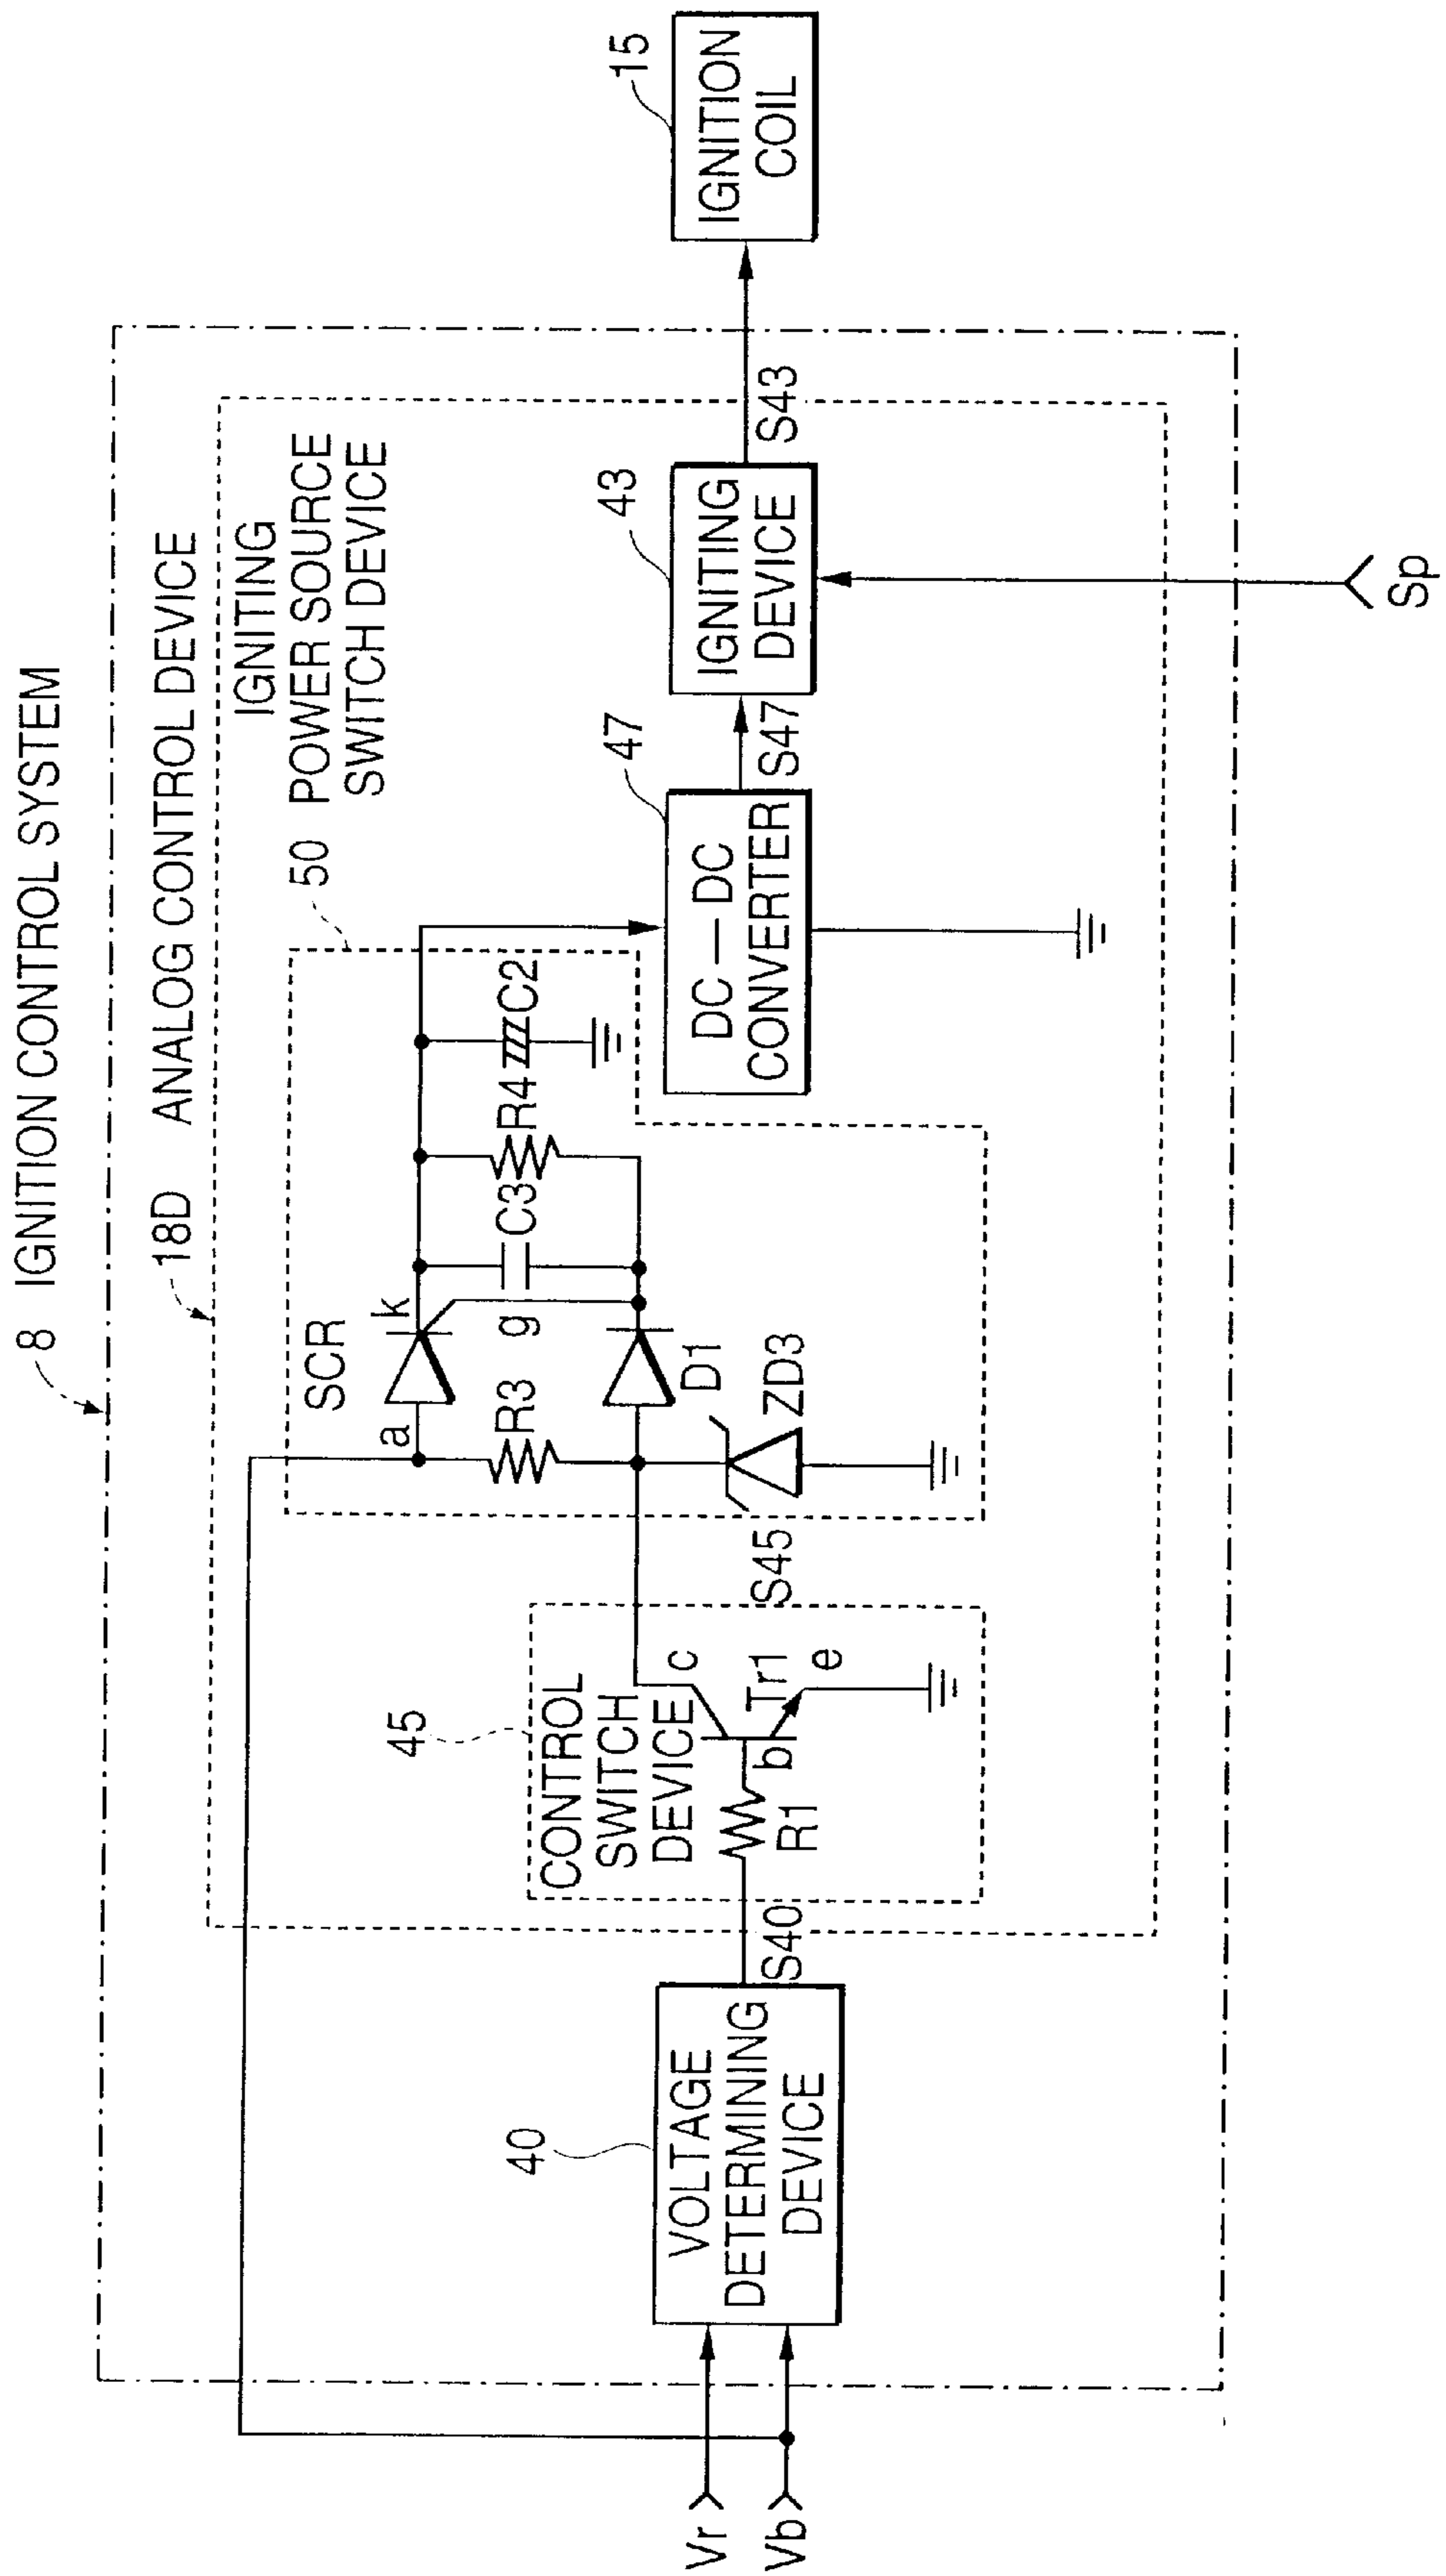 8 IGNITION CONTROL SYSTEM
18D ANALOG CONTROL DEVICE
IGNITING
50 POWER SOURCE
SWITCH DEVICE
SCR
a
k
g
R3
C3
R4
C2
D1
ZD3
S45
45
CONTROL
SWITCH
DEVICE
c
b
Tr1
e
R1
S40
40
VOLTAGE
DETERMINING
DEVICE
Vr
Vb
47
DC—DC
CONVERTER
S47
43
IGNITING
DEVICE
S43
Sp
15
IGNITION
COIL